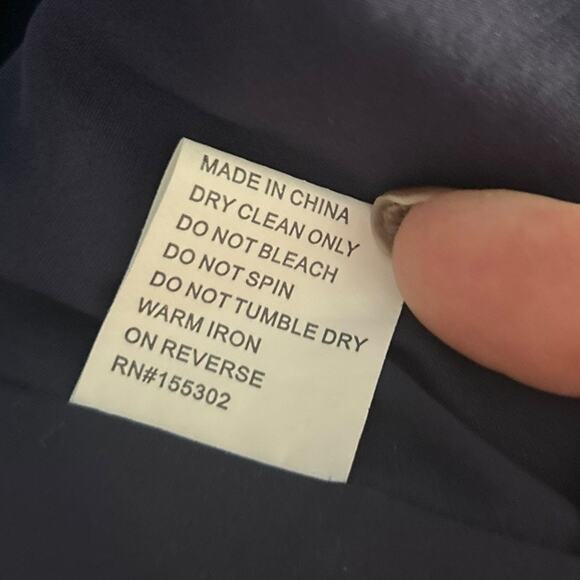 MADE IN CHINA
DRY CLEAN ONLY
DO NOT BLEACH
DO NOT SPIN
DO NOT TUMBLE DRY
WARM IRON
ON REVERSE
RN#155302